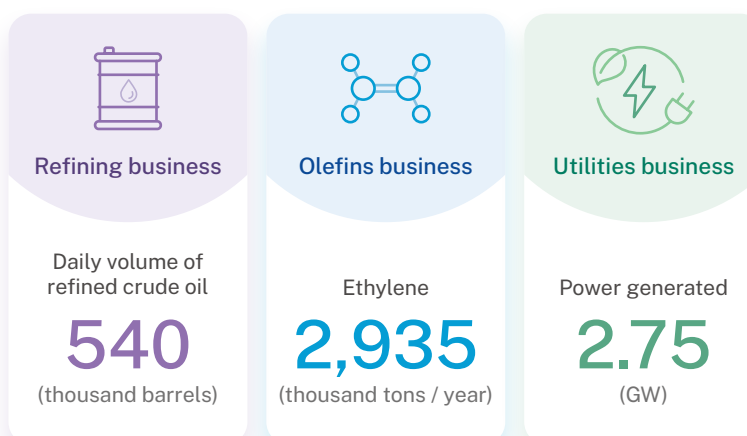 Refining business
Daily volume of
refined crude oil
540
(thousand barrels)
Olefins business
Ethylene
2,935
(thousand tons / year)
Utilities business
Power generated
2.75
(GW)